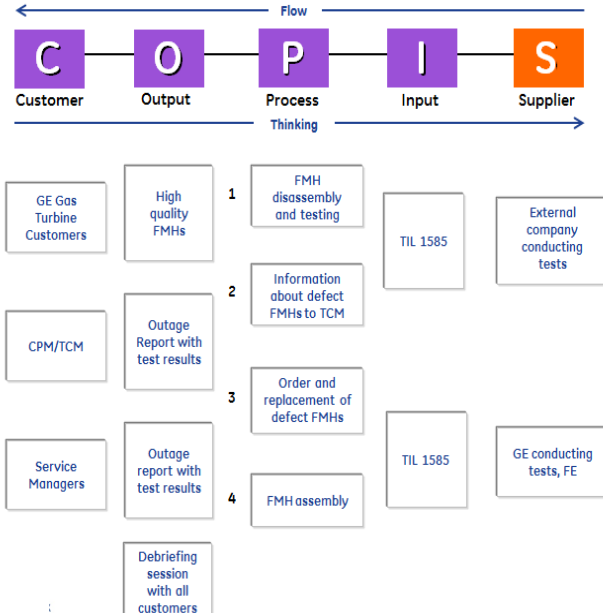 Flow
C O P I S
Customer Output Process Input Supplier
Thinking
GE Gas
Turbine
Customers
CPM/TCM
Service
Managers
High
quality
FMHs
Outage
Report with
test results
Outage
report with
test results
Debriefing
session
with all
customers
1
FMH
disassembly
and testing
2
Information
about defect
FMHs to TCM
3
Order and
replacement of
defect FMHs
4
FMH assembly
TIL 1585
TIL 1585
External
company
conducting
tests
GE conducting
tests, FE